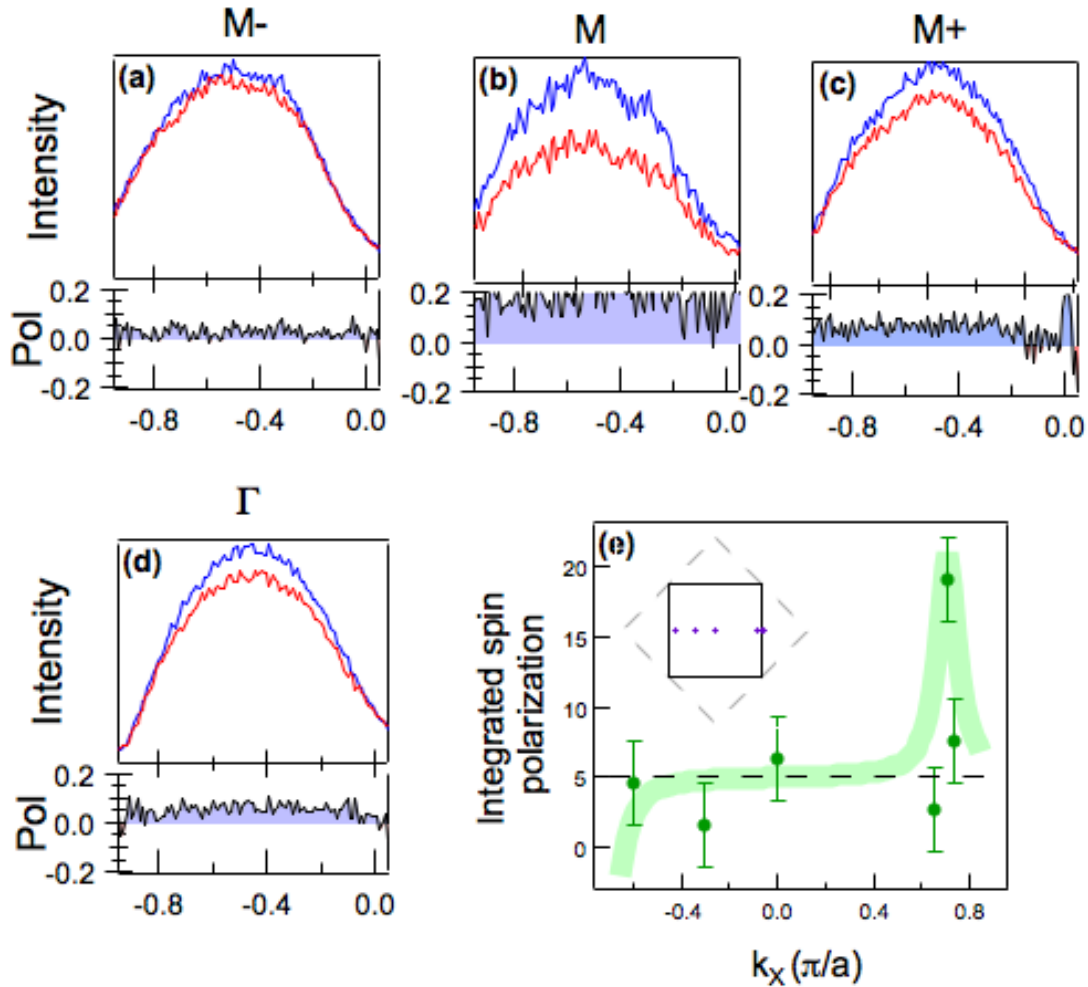 M-
M
M+
(a)
(b)
(c)
Intensity
0.2
0.0
-0.2
Pol
0.2
0.0
-0.2
0.2
0.0
-0.2
-0.8 -0.4 0.0
-0.8 -0.4 0.0
-0.8 -0.4 0.0
Γ
(d)
Intensity
0.2
0.0
-0.2
Pol
-0.8 -0.4 0.0
(e)
Integrated spin
polarization
20
15
10
5
0
-0.4 0.0 0.4 0.8
kX (π/a)